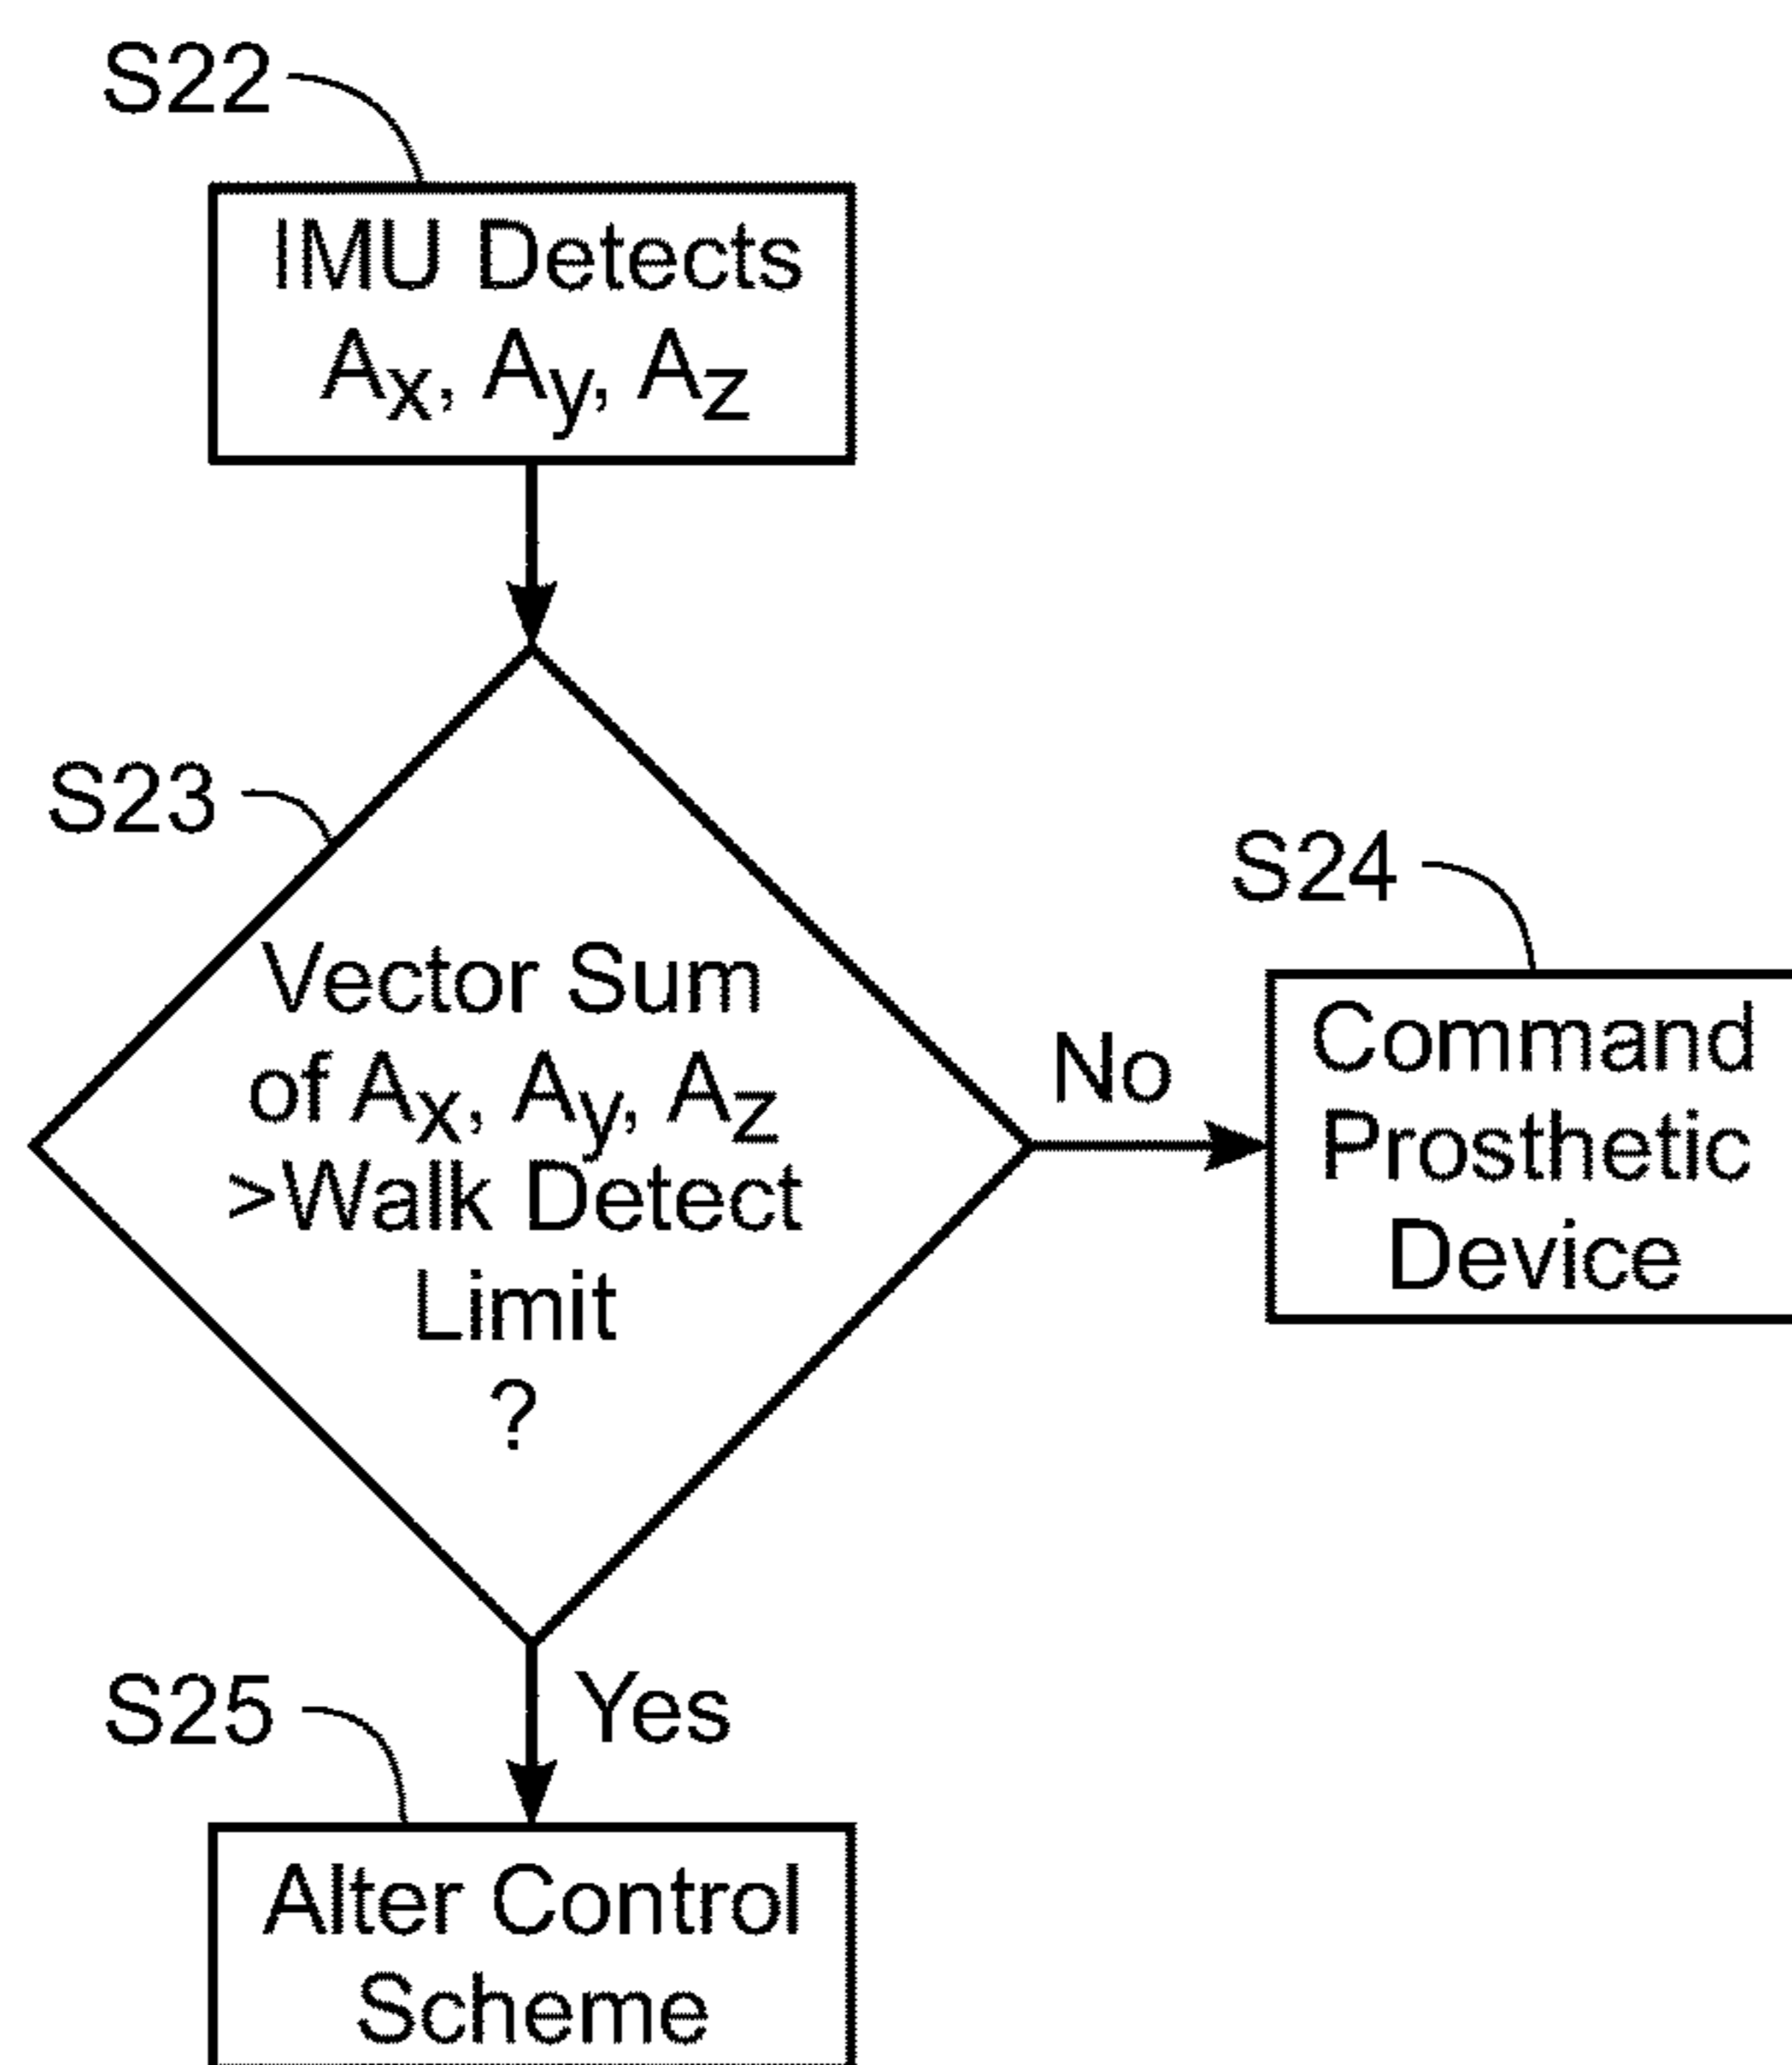 S22
IMU Detects
Ax, Ay, Az
S23
Vector Sum
of Ax, Ay, Az
>Walk Detect
Limit
?
No
S24
Command
Prosthetic
Device
Yes
S25
Alter Control
Scheme